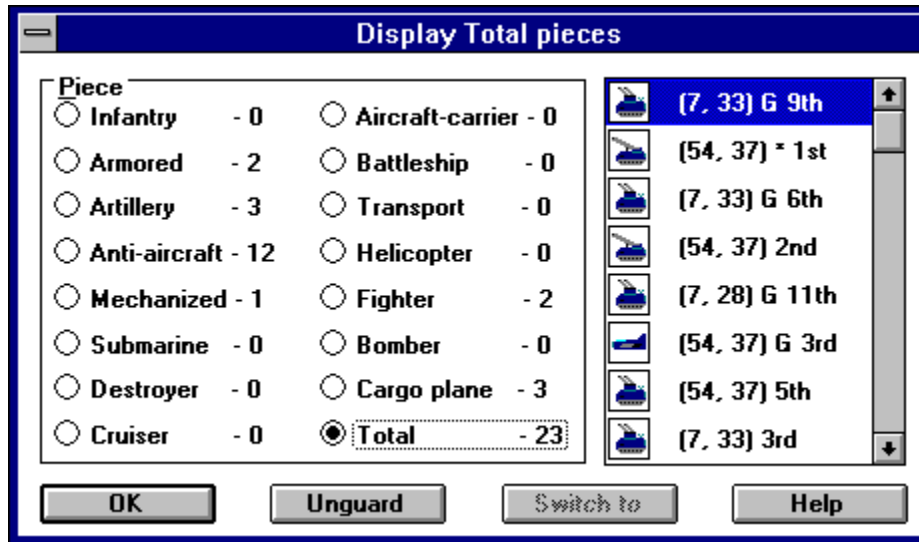 Display Total pieces
Piece
Infantry - 0
Armored - 2
Artillery - 3
Anti-aircraft - 12
Mechanized - 1
Submarine - 0
Destroyer - 0
Cruiser - 0
Aircraft-carrier - 0
Battleship - 0
Transport - 0
Helicopter - 0
Fighter - 2
Bomber - 0
Cargo plane - 3
Total - 23
(7, 33) G 9th
(54, 37) * 1st
(7, 33) G 6th
(54, 37) 2nd
(7, 28) G 11th
(54, 37) G 3rd
(54, 37) 5th
(7, 33) 3rd
OK
Unguard
Switch to
Help